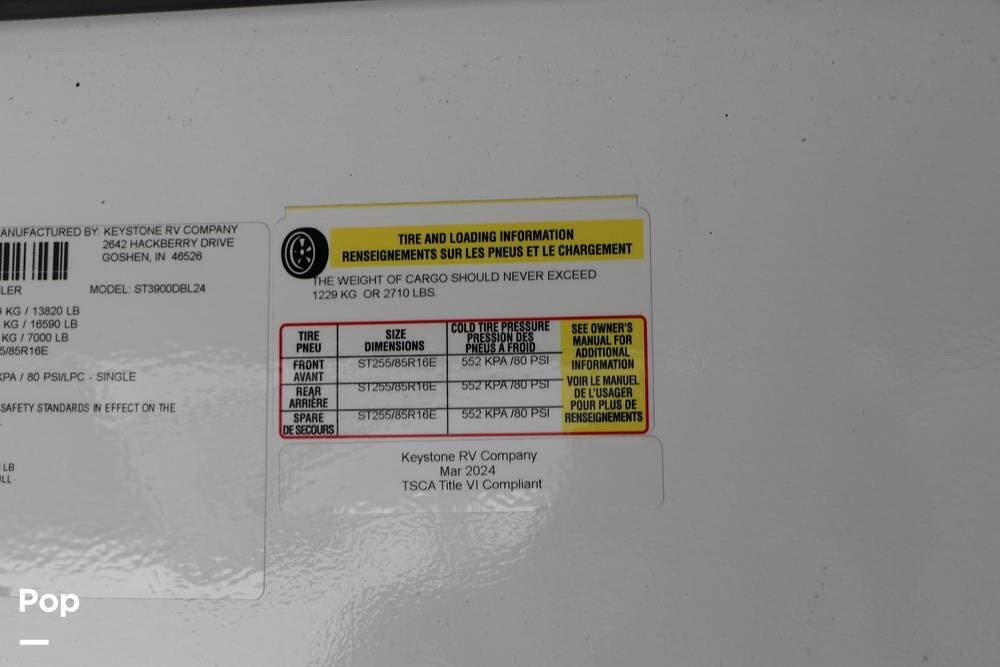 ANUFACTURED BY: KEYSTONE RV COMPANY
2642 HACKBERRY DRIVE
GOSHEN, IN 46526
LER MODEL: ST3900DBL24
KG / 13820 LB
KG / 16590 LB
KG / 7000 LB
5/85R16E
KPA / 80 PSI/LPC - SINGLE
SAFETY STANDARDS IN EFFECT ON THE
LB
ULL
TIRE AND LOADING INFORMATION
RENSEIGNEMENTS SUR LES PNEUS ET LE CHARGEMENT
THE WEIGHT OF CARGO SHOULD NEVER EXCEED
1229 KG OR 2710 LBS.
TIRE
PNEU
SIZE
DIMENSIONS
COLD TIRE PRESSURE
PRESSION DES
PNEUS A FROID
FRONT
AVANT
ST255/85R16E
552 KPA /80 PSI
REAR
ARRIÈRE
ST255/85R16E
552 KPA /80 PSI
SPARE
DE SECOURS
ST255/85R16E
552 KPA /80 PSI
SEE OWNER'S
MANUAL FOR
ADDITIONAL
INFORMATION
VOIR LE MANUEL
DE L'USAGER
POUR PLUS DE
RENSEIGNEMENTS
Keystone RV Company
Mar 2024
TSCA Title VI Compliant
Pop